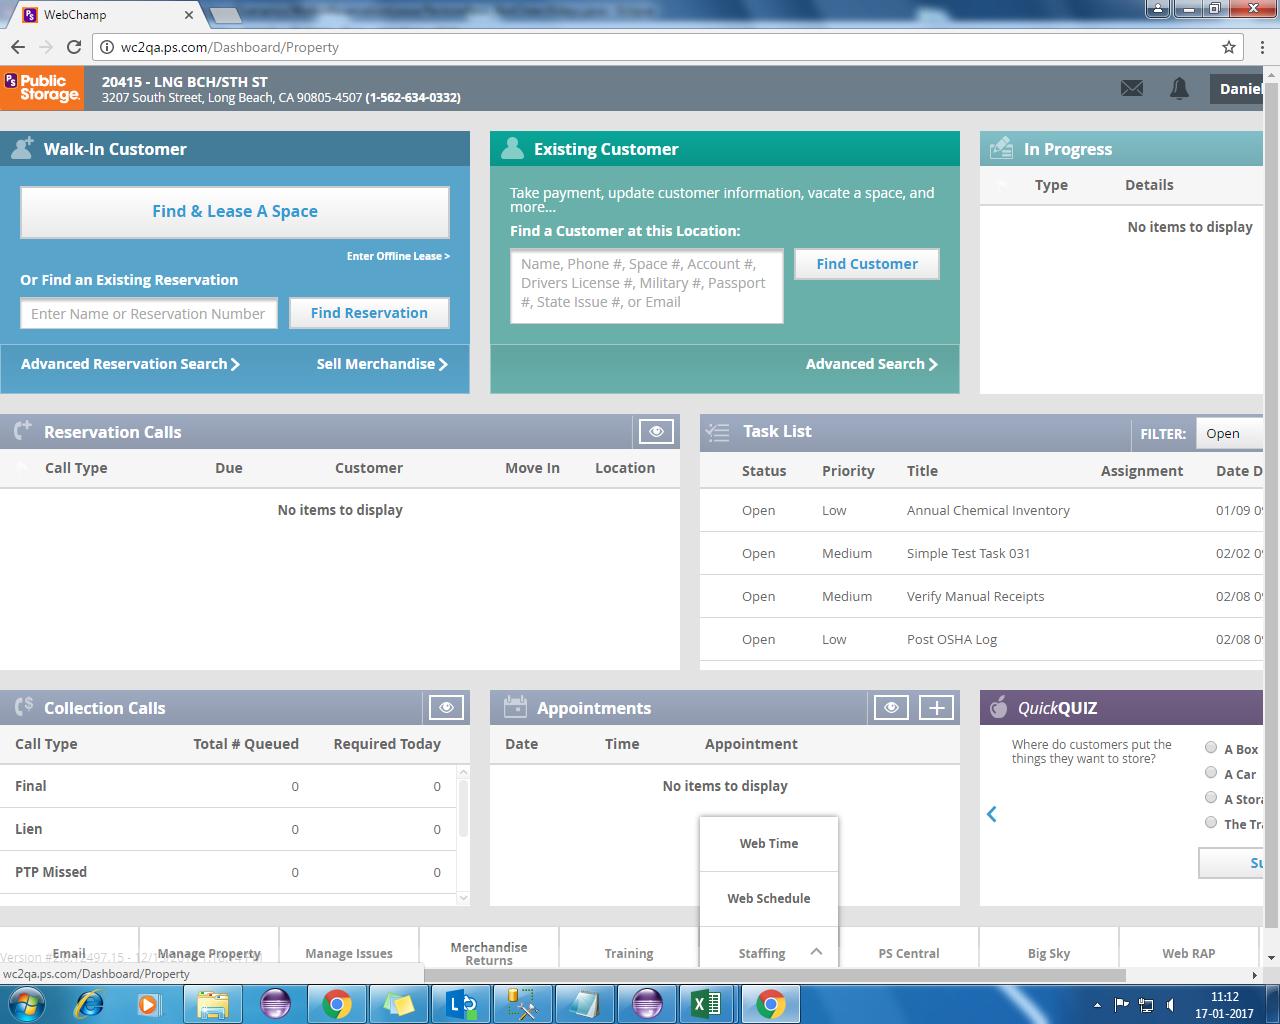 WebChamp
wc2qa.ps.com/Dashboard/Property
PS Public Storage.
20415 - LNG BCH/STH ST
3207 South Street, Long Beach, CA 90805-4507 (1-562-634-0332)
Daniel
Walk-In Customer
Find & Lease A Space
Enter Offline Lease >
Or Find an Existing Reservation
Enter Name or Reservation Number
Find Reservation
Advanced Reservation Search
Sell Merchandise
Existing Customer
Take payment, update customer information, vacate a space, and
more...
Find a Customer at this Location:
Name, Phone #, Space #, Account #,
Drivers License #, Military #, Passport
#, State Issue #, or Email
Find Customer
Advanced Search
In Progress
Type Details
No items to display
Reservation Calls
Call Type Due Customer Move In Location
No items to display
Task List
FILTER: Open
Status Priority Title Assignment Date D
Open Low Annual Chemical Inventory 01/09
Open Medium Simple Test Task 031 02/02
Open Medium Verify Manual Receipts 02/08
Open Low Post OSHA Log 02/08
Collection Calls
Call Type Total # Queued Required Today
Final 0 0
Lien 0 0
PTP Missed 0 0
Appointments
Date Time Appointment
No items to display
QuickQUIZ
Where do customers put the
things they want to store?
A Box
A Car
A Stor
The Tr
Su
Web Time
Web Schedule
Email
Manage Property
Manage Issues
Merchandise
Returns
Training
Staffing
PS Central
Big Sky
Web RAP
wc2qa.ps.com/Dashboard/Property
11:12
17-01-2017